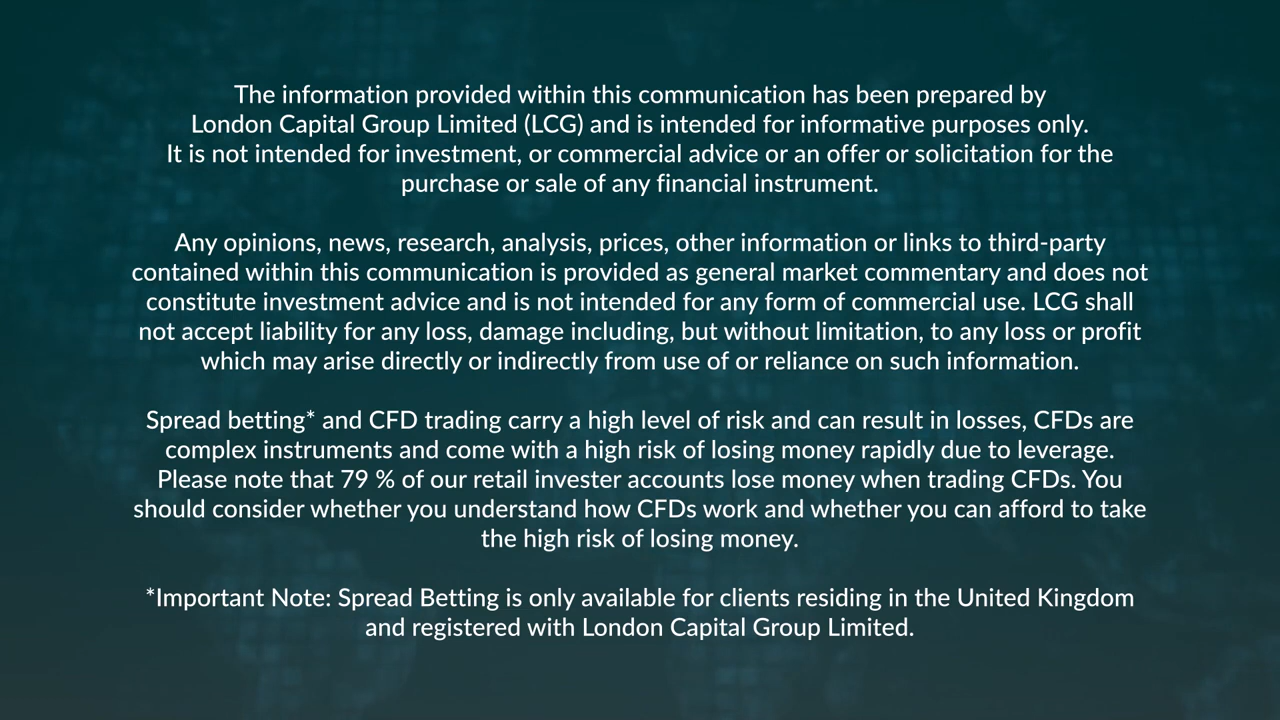 The information provided within this communication has been prepared by
London Capital Group Limited (LCG) and is intended for informative purposes only.
It is not intended for investment, or commercial advice or an offer or solicitation for the
purchase or sale of any financial instrument.
Any opinions, news, research, analysis, prices, other information or links to third-party
contained within this communication is provided as general market commentary and does not
constitute investment advice and is not intended for any form of commercial use. LCG shall
not accept liability for any loss, damage including, but without limitation, to any loss or profit
which may arise directly or indirectly from use of or reliance on such information.
Spread betting* and CFD trading carry a high level of risk and can result in losses, CFDs are
complex instruments and come with a high risk of losing money rapidly due to leverage.
Please note that 79 % of our retail invester accounts lose money when trading CFDs. You
should consider whether you understand how CFDs work and whether you can afford to take
the high risk of losing money.
*Important Note: Spread Betting is only available for clients residing in the United Kingdom
and registered with London Capital Group Limited.